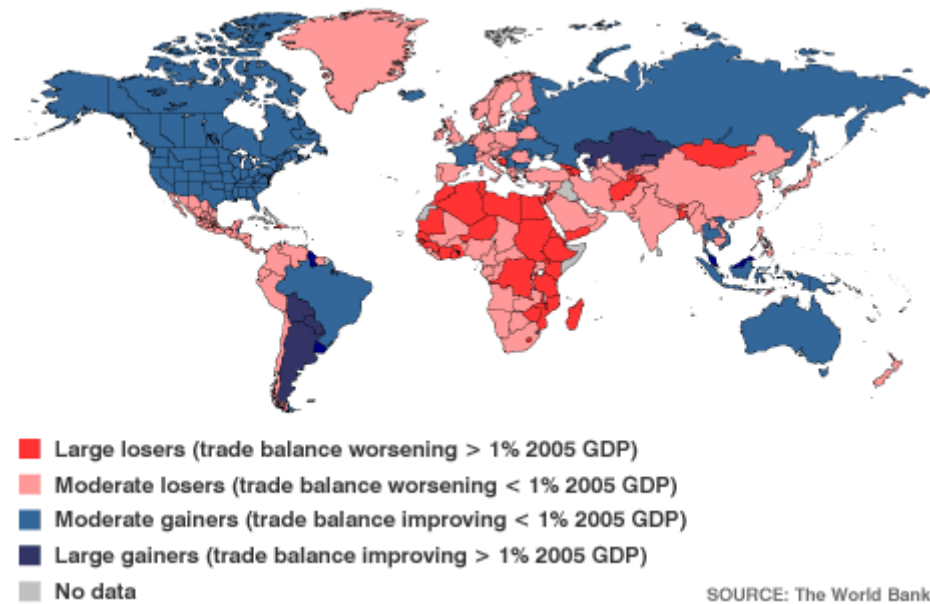 Large losers (trade balance worsening > 1% 2005 GDP)
Moderate losers (trade balance worsening < 1% 2005 GDP)
Moderate gainers (trade balance improving < 1% 2005 GDP)
Large gainers (trade balance improving > 1% 2005 GDP)
No data
SOURCE: The World Bank